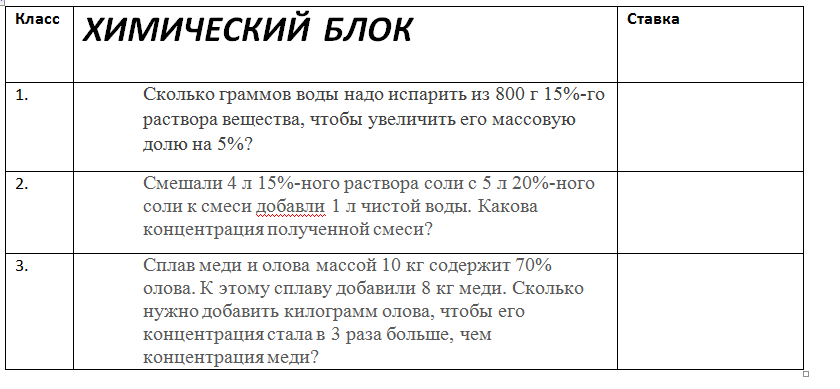 Класс
ХИМИЧЕСКИЙ БЛОК
Ставка
1.
Сколько граммов воды надо испарить из 800 г 15%-го
раствора вещества, чтобы увеличить его массовую
долю на 5%?
2.
Смешали 4 л 15%-ного раствора соли с 5 л 20%-ного
соли к смеси добавли 1 л чистой воды. Какова
концентрация полученной смеси?
3.
Сплав меди и олова массой 10 кг содержит 70%
олова. К этому сплаву добавили 8 кг меди. Сколько
нужно добавить килограмм олова, чтобы его
концентрация стала в 3 раза больше, чем
концентрация меди?